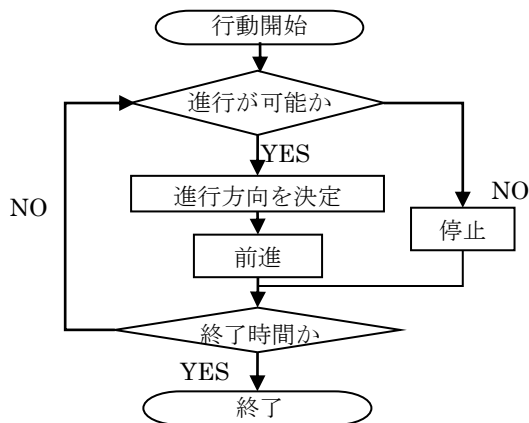 行動開始
進行が可能か
YES
進行方向を決定
NO
NO
停止
前進
終了時間か
YES
終了